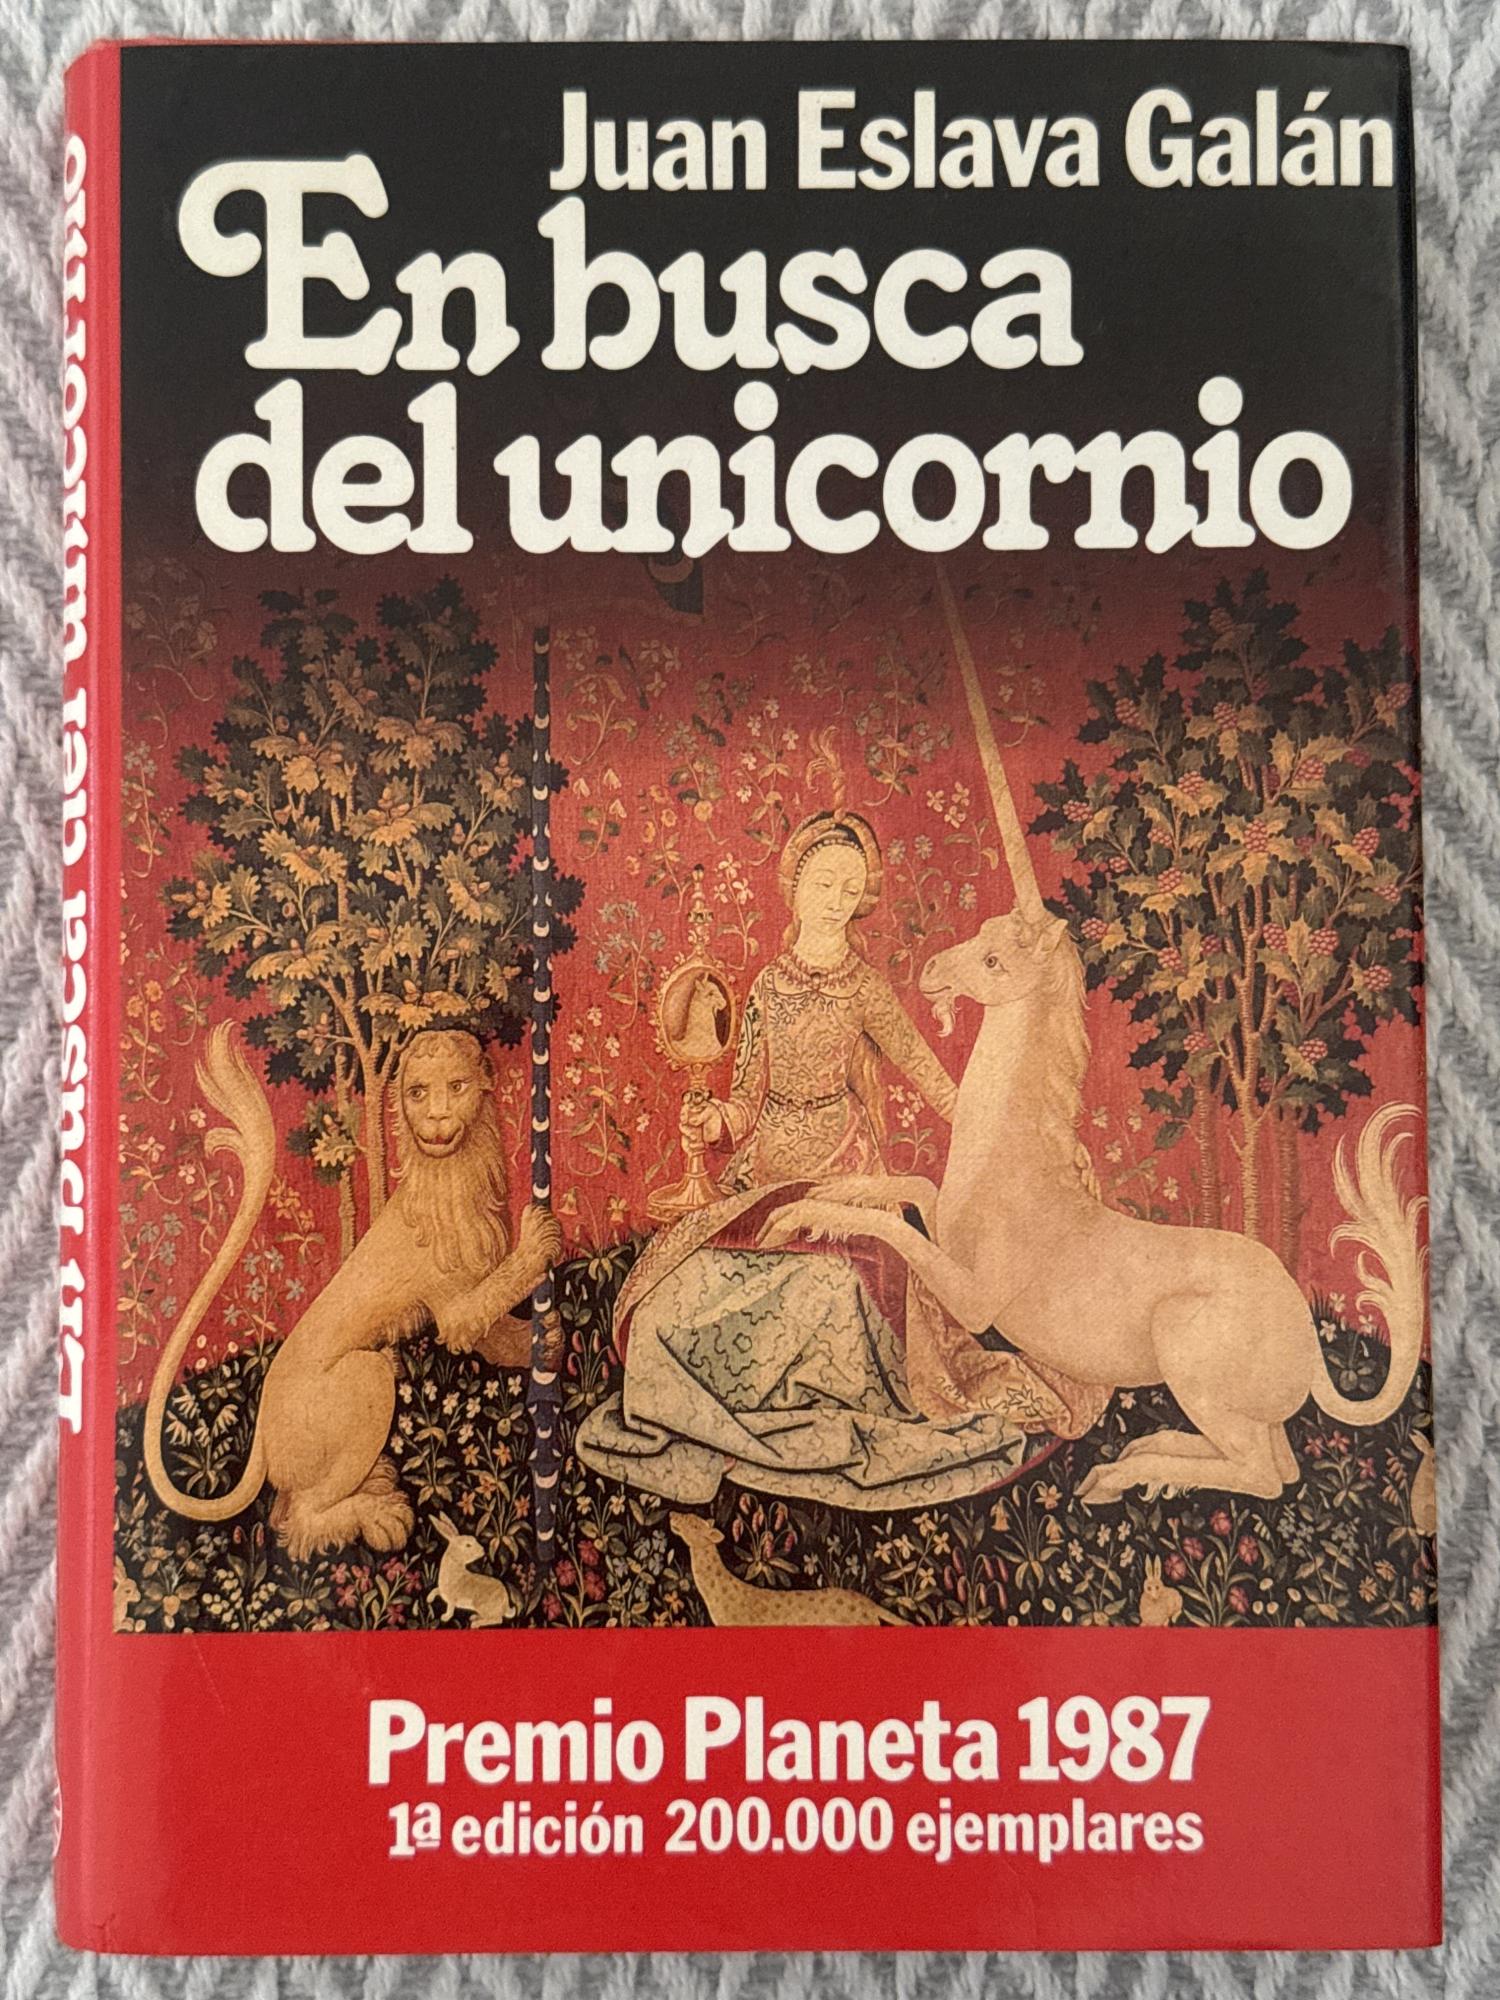 Juan Eslava Galán
En busca
del unicornio
Premio Planeta 1987
1ª edición 200.000 ejemplares
En busca del unicornio